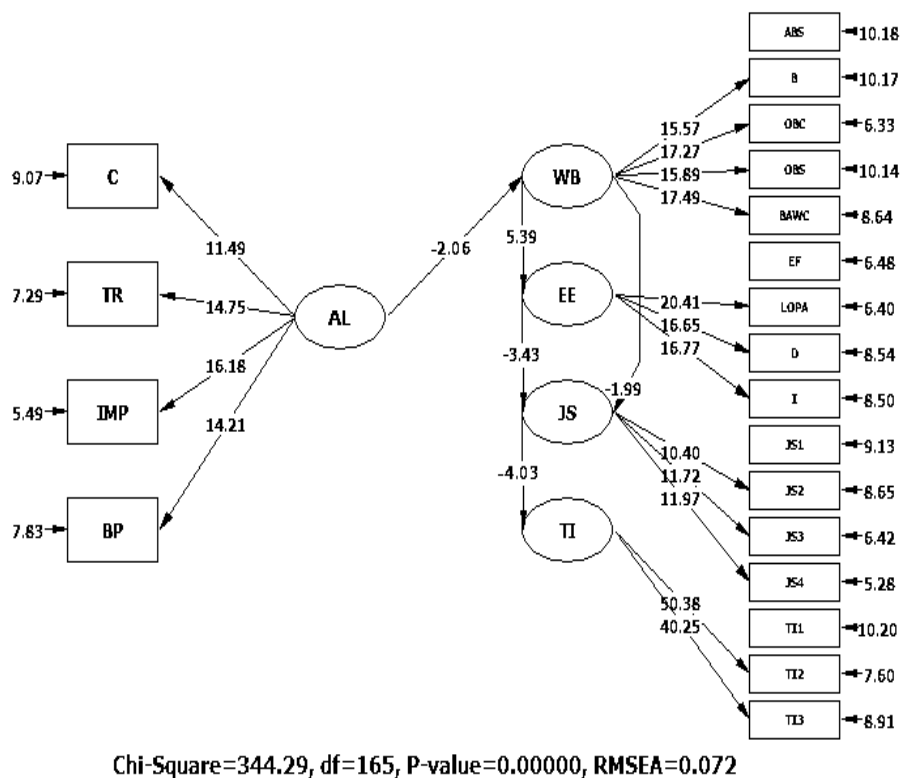 ABS 10.18
B 10.17
15.57
OBC 6.33
17.27
9.07 C
WB
15.89
OBS 10.14
17.49
BAWC 8.64
5.39
11.49
-2.06
EF 6.48
7.29 TR
EE
14.75
AL
20.41
LOPA 6.40
16.65
D 8.54
16.77
-3.43
16.18
I 8.50
-1.99
5.49 IMP
JS
14.21
JS1 9.13
10.40
-4.03
11.72
JS2 8.65
11.97
7.83 BP
TI
JS3 6.42
JS4 5.28
50.38
40.25
TI1 10.20
TI2 7.60
TI3 8.91
Chi-Square=344.29, df=165, P-value=0.00000, RMSEA=0.072